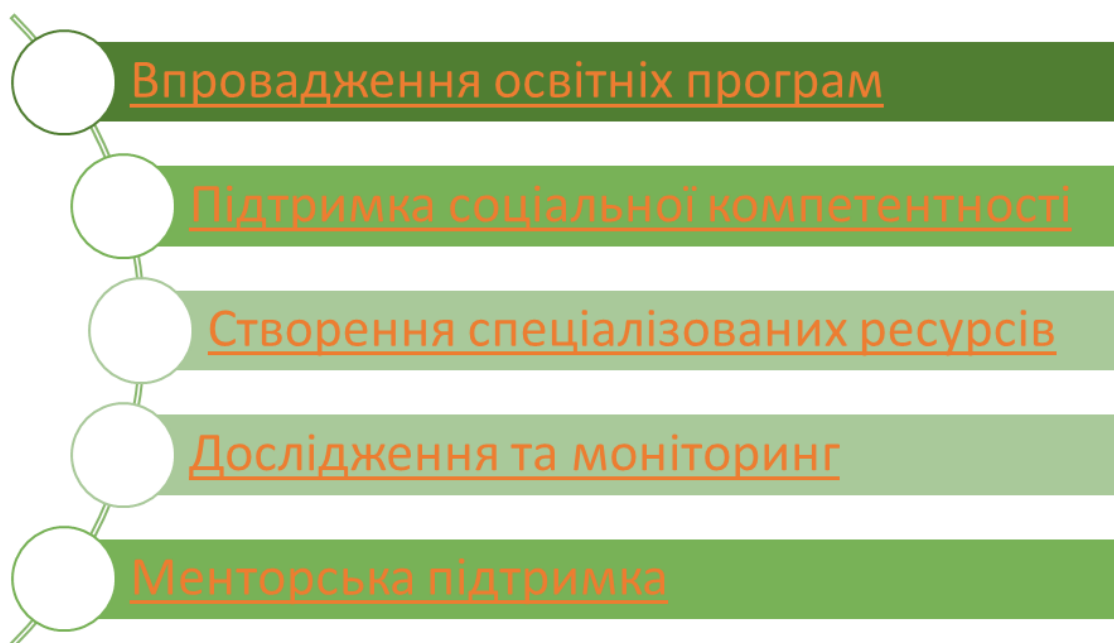 Впровадження освітніх програм
Підтримка соціальної компетентності
Створення спеціалізованих ресурсів
Дослідження та моніторинг
Менторська підтримка